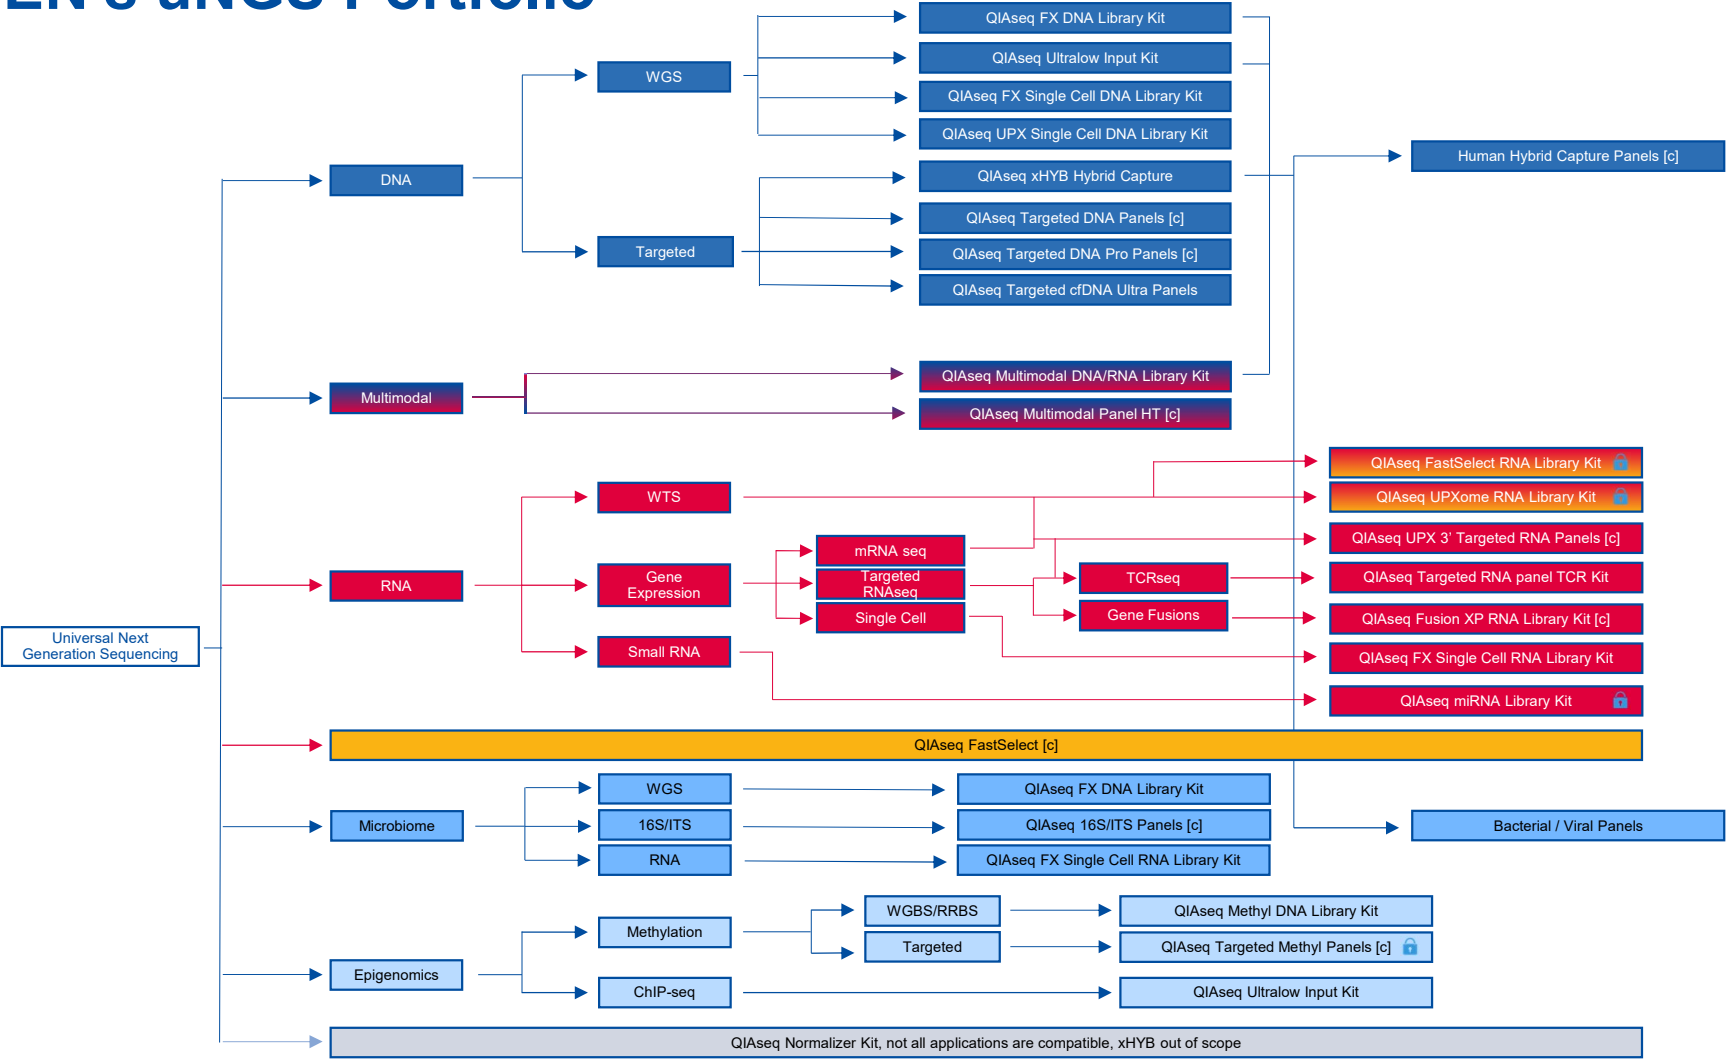 EN's uNGS Portfolio
QIAseq FX DNA Library Kit
QIAseq Ultralow Input Kit
WGS
QIAseq FX Single Cell DNA Library Kit
QIAseq UPX Single Cell DNA Library Kit
Human Hybrid Capture Panels [c]
DNA
QIAseq xHYB Hybrid Capture
QIAseq Targeted DNA Panels [c]
Targeted
QIAseq Targeted DNA Pro Panels [c]
QIAseq Targeted cfDNA Ultra Panels
Multimodal
QIAseq Multimodal DNA/RNA Library Kit
QIAseq Multimodal Panel HT [c]
QIAseq FastSelect RNA Library Kit
WTS
QIAseq UPXome RNA Library Kit
QIAseq UPX 3’ Targeted RNA Panels [c]
mRNA seq
RNA
Gene
Expression
Targeted
RNAseq
TCRseq
QIAseq Targeted RNA panel TCR Kit
Single Cell
Gene Fusions
QIAseq Fusion XP RNA Library Kit [c]
Universal Next
Generation Sequencing
Small RNA
QIAseq FX Single Cell RNA Library Kit
QIAseq miRNA Library Kit
QIAseq FastSelect [c]
WGS
QIAseq FX DNA Library Kit
Microbiome
16S/ITS
QIAseq 16S/ITS Panels [c]
Bacterial / Viral Panels
RNA
QIAseq FX Single Cell RNA Library Kit
WGBS/RRBS
QIAseq Methyl DNA Library Kit
Methylation
Targeted
QIAseq Targeted Methyl Panels [c]
Epigenomics
ChIP-seq
QIAseq Ultralow Input Kit
QIAseq Normalizer Kit, not all applications are compatible, xHYB out of scope